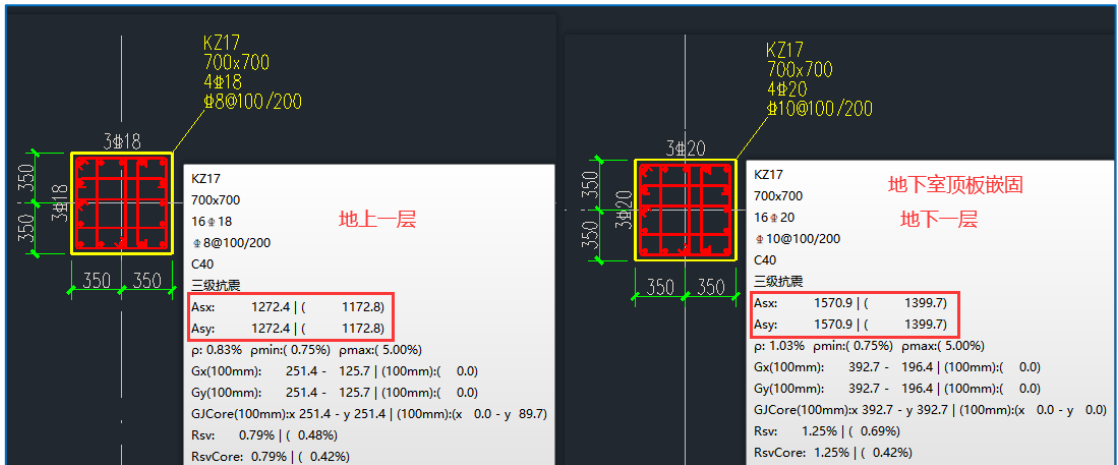 KZ17
700x700
4⌀18
⌀8@100/200
3⌀18
350
350
3⌀18
350
350
KZ17
700x700
16⌀18
⌀8@100/200
C40
三级抗震
Asx: 1272.4 | ( 1172.8)
Asy: 1272.4 | ( 1172.8)
ρ: 0.83% ρmin:( 0.75%) ρmax:( 5.00%)
Gx(100mm): 251.4 - 125.7 | (100mm):( 0.0)
Gy(100mm): 251.4 - 125.7 | (100mm):( 0.0)
GJCore(100mm):x 251.4 - y 251.4 | (100mm):(x 0.0 - y 89.7)
Rsv: 0.79% | ( 0.48%)
RsvCore: 0.79% | ( 0.42%)
地上一层
KZ17
700x700
4⌀20
⌀10@100/200
3⌀20
350
350
3⌀20
350
350
KZ17
700x700
16⌀20
⌀10@100/200
C40
三级抗震
Asx: 1570.9 | ( 1399.7)
Asy: 1570.9 | ( 1399.7)
ρ: 1.03% ρmin:( 0.75%) ρmax:( 5.00%)
Gx(100mm): 392.7 - 196.4 | (100mm):( 0.0)
Gy(100mm): 392.7 - 196.4 | (100mm):( 0.0)
GJCore(100mm):x 392.7 - y 392.7 | (100mm):(x 0.0 - y 0.0)
Rsv: 1.25% | ( 0.69%)
RsvCore: 1.25% | ( 0.42%)
地下室顶板嵌固
地下一层